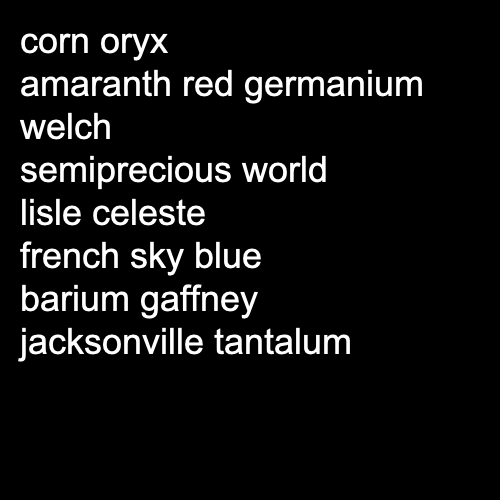 corn oryx
amaranth red germanium
welch
semiprecious world
lisle celeste
french sky blue
barium gaffney
jacksonville tantalum